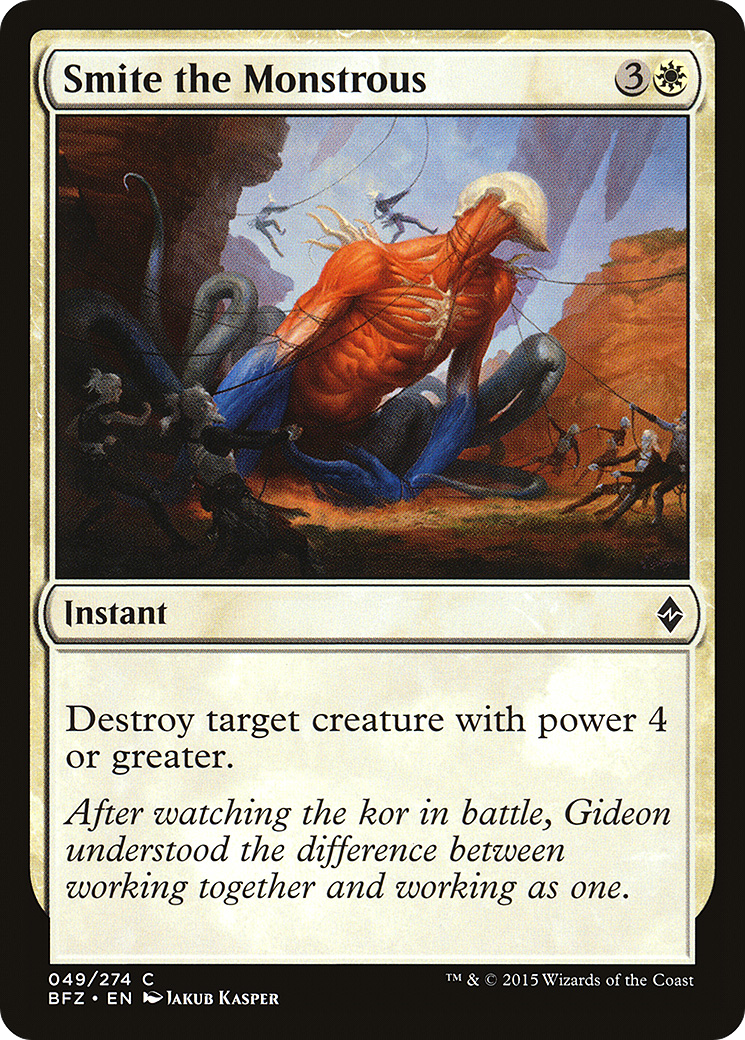 Smite the Monstrous 3
Instant
Destroy target creature with power 4
or greater.
After watching the kor in battle, Gideon
understood the difference between
working together and working as one.
049/274 C
™ & © 2015 Wizards of the Coast
BFZ • EN Jakub Kasper